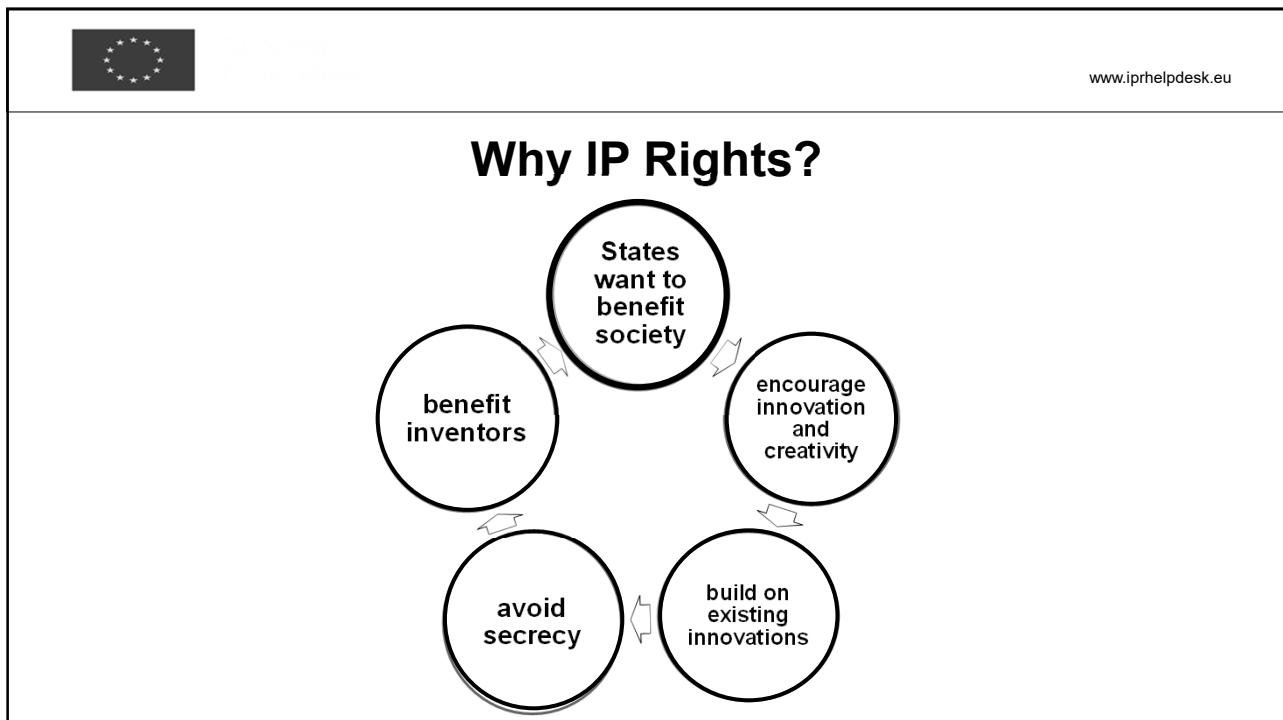 www.iprhelpdesk.eu
Why IP Rights?
States
want to
benefit
society
encourage
innovation
and
creativity
build on
existing
innovations
avoid
secrecy
benefit
inventors